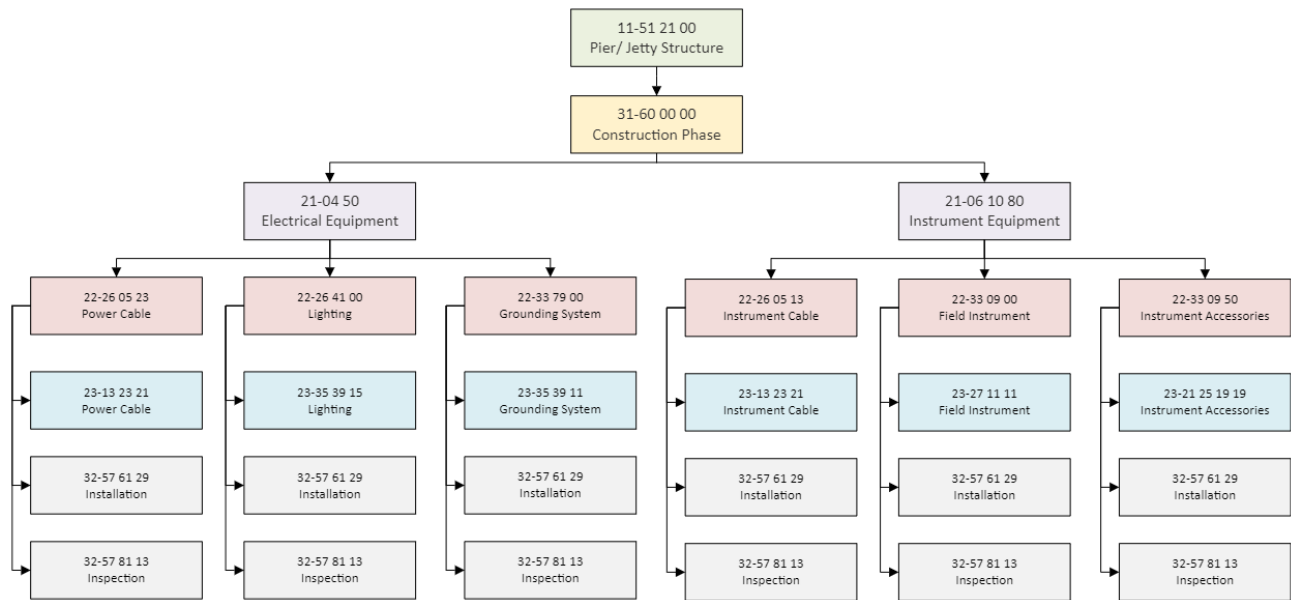 11-51 21 00
Pier/ Jetty Structure
31-60 00 00
Construction Phase
21-04 50
Electrical Equipment
21-06 10 80
Instrument Equipment
22-26 05 23
Power Cable
22-26 41 00
Lighting
22-33 79 00
Grounding System
22-26 05 13
Instrument Cable
22-33 09 00
Field Instrument
22-33 09 50
Instrument Accessories
23-13 23 21
Power Cable
23-35 39 15
Lighting
23-35 39 11
Grounding System
23-13 23 21
Instrument Cable
23-27 11 11
Field Instrument
23-21 25 19 19
Instrument Accessories
32-57 61 29
Installation
32-57 61 29
Installation
32-57 61 29
Installation
32-57 61 29
Installation
32-57 61 29
Installation
32-57 61 29
Installation
32-57 81 13
Inspection
32-57 81 13
Inspection
32-57 81 13
Inspection
32-57 81 13
Inspection
32-57 81 13
Inspection
32-57 81 13
Inspection